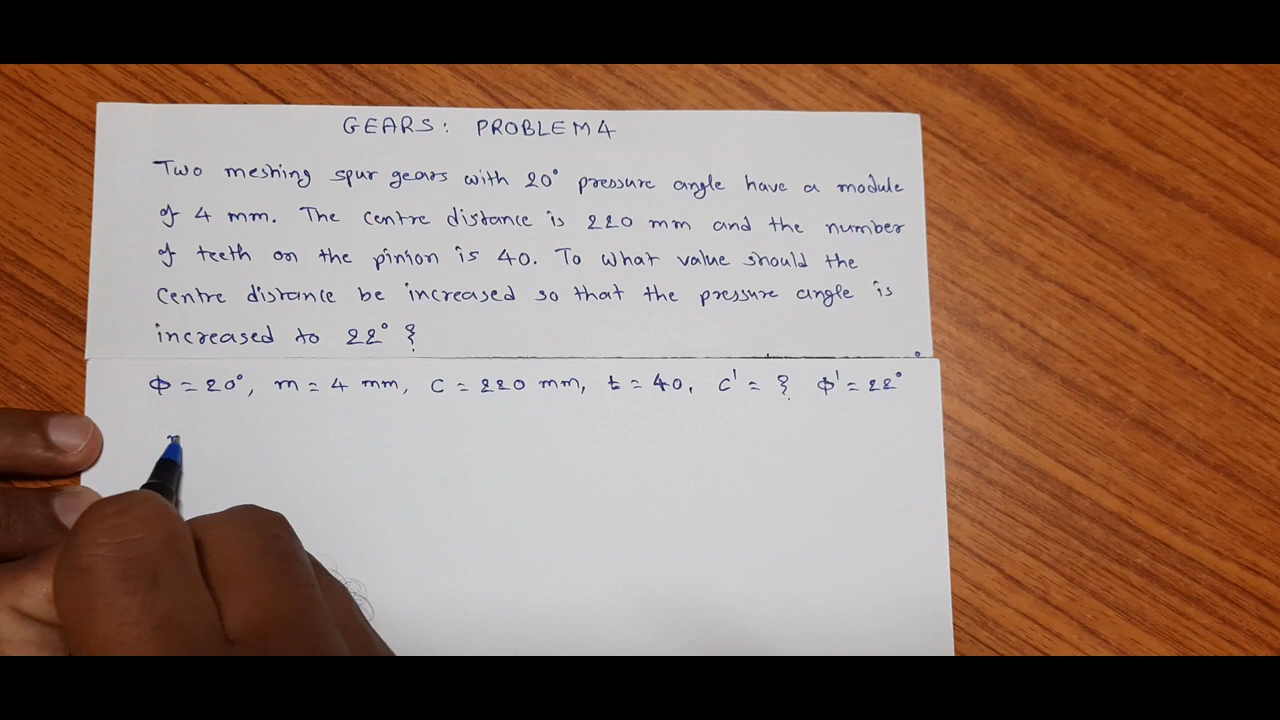 GEARS: PROBLEM 4
Two meshing spur gears with 20° pressure angle have a module
of 4 mm. The centre distance is 220 mm and the number
of teeth on the pinion is 40. To what value should the
centre distance be increased so that the pressure angle is
increased to 22° ?
Φ = 20°, m = 4 mm, C = 220 mm, t = 40, C' = ? Φ' = 22°